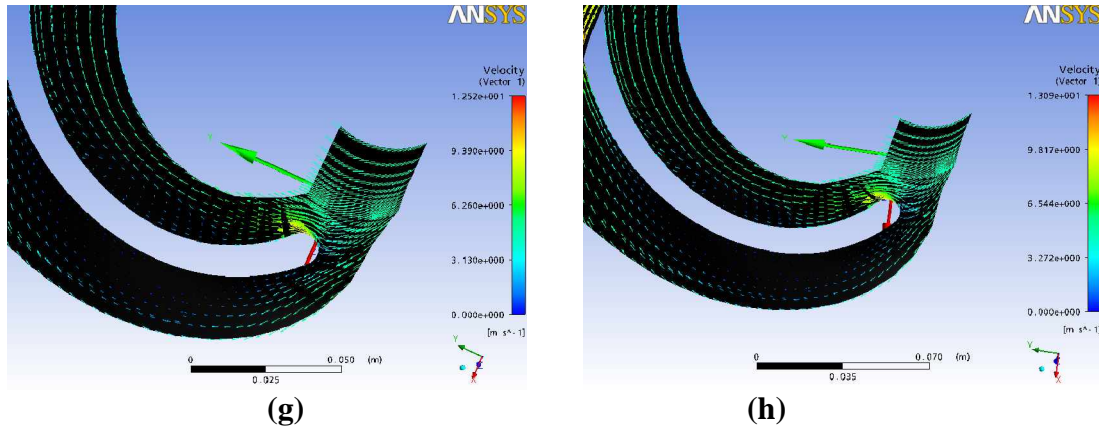 ANSYS
Velocity
(Vector 1)
1.252e+001
9.390e+000
6.260e+000
3.130e+000
0.000e+000
[m s^-1]
Y
0
0.050 (m)
0.025
Y
X
(g)
ANSYS
Velocity
(Vector 1)
1.309e+001
9.817e+000
6.544e+000
3.272e+000
0.000e+000
[m s^-1]
Y
0
0.070 (m)
0.035
Y
X
(h)